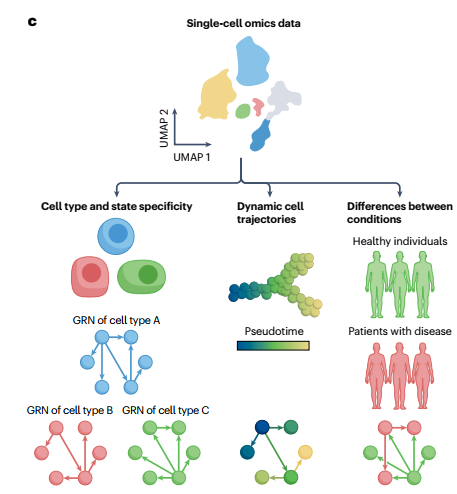 c
Single-cell omics data
UMAP 2
UMAP 1
Cell type and state specificity
GRN of cell type A
GRN of cell type B
GRN of cell type C
Dynamic cell
trajectories
Pseudotime
Differences between
conditions
Healthy individuals
Patients with disease